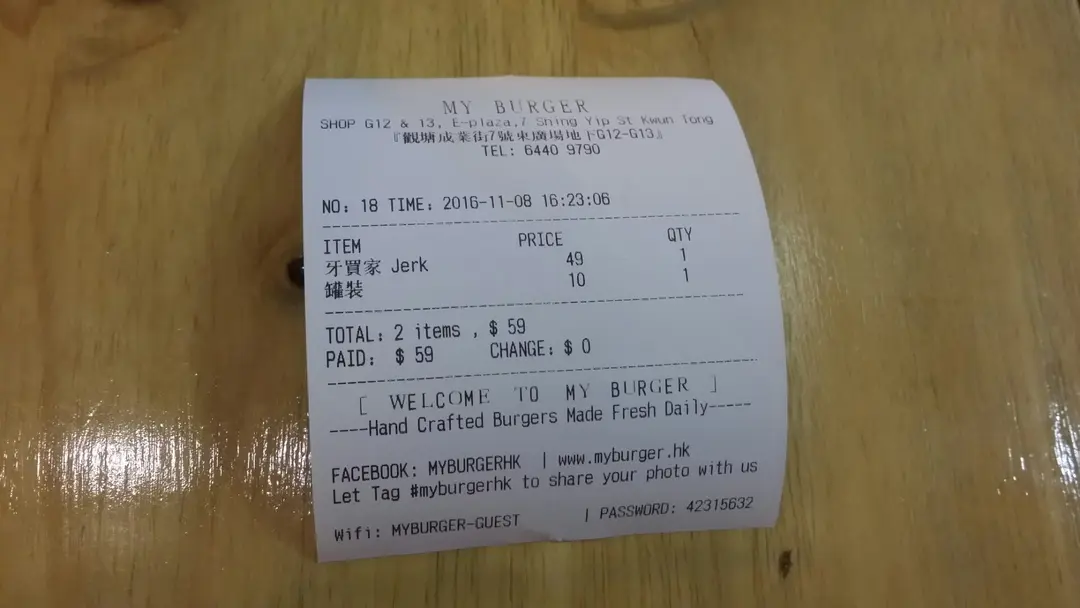 MY BURGER
SHOP G12 & 13, E-plaza,7 Shing Yip St Kwun Tong
『觀塘成業街7號東廣場地下G12-G13』
TEL: 6440 9790
NO: 18 TIME: 2016-11-08 16:23:06
ITEM PRICE QTY
牙買家 Jerk 49 1
罐裝 10 1
TOTAL: 2 items , $ 59
PAID: $ 59 CHANGE: $ 0
[ WELCOME TO MY BURGER ]
----Hand Crafted Burgers Made Fresh Daily-----
FACEBOOK: MYBURGERHK | www.myburger.hk
Let Tag #myburgerhk to share your photo with us
Wifi: MYBURGER-GUEST | PASSWORD: 42315632